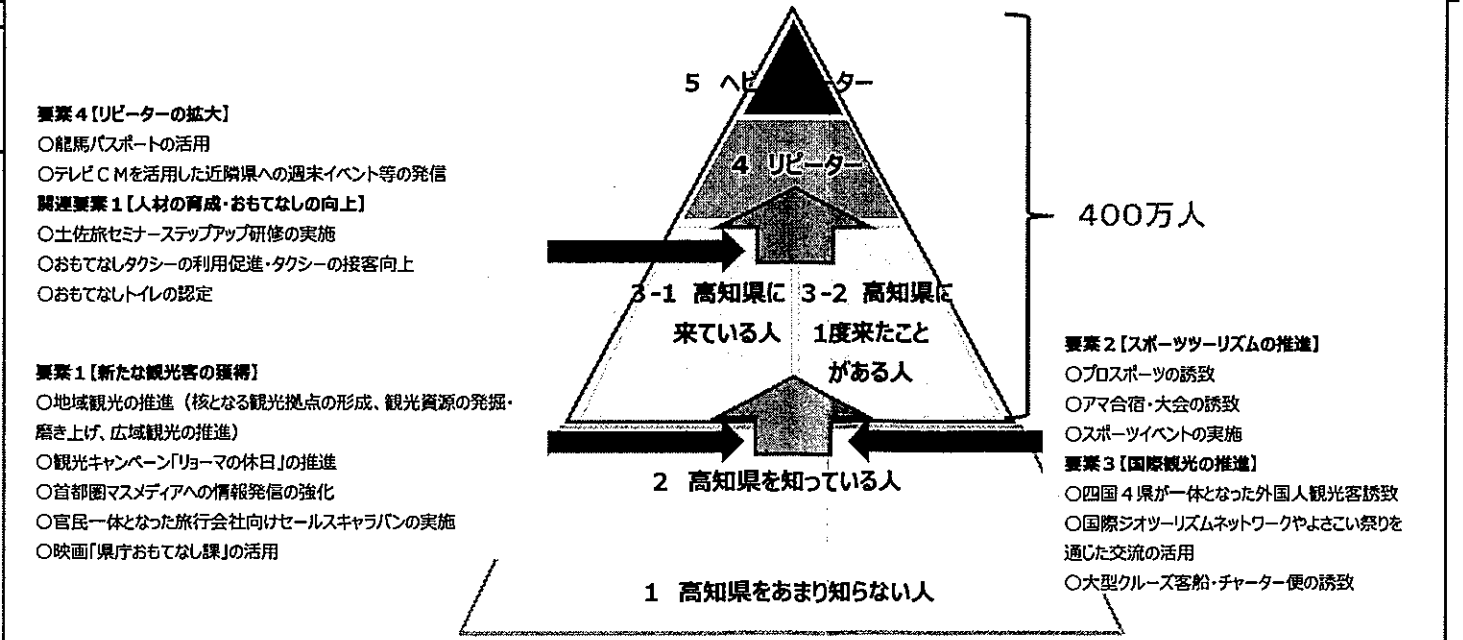 要素4【リピーターの拡大】
○龍馬パスポートの活用
○テレビCMを活用した近隣県への週末イベント等の発信
関連要素1【人材の育成・おもてなしの向上】
○土佐旅セミナーステップアップ研修の実施
○おもてなしタクシーの利用促進・タクシーの接客向上
○おもてなしトイレの認定
要素1【新たな観光客の獲得】
○地域観光の推進（核となる観光拠点の形成、観光資源の発掘・
磨き上げ、広域観光の推進）
○観光キャンペーン「リョーマの休日」の推進
○首都圏マスメディアへの情報発信の強化
○官民一体となった旅行会社向けセールスキャラバンの実施
○映画「県庁おもてなし課」の活用
5 ヘビーリピーター
4 リピーター
3-1 高知県に
来ている人
3-2 高知県に
1度来たこと
がある人
2 高知県を知っている人
1 高知県をあまり知らない人
400万人
要素2【スポーツツーリズムの推進】
○プロスポーツの誘致
○アマ合宿・大会の誘致
○スポーツイベントの実施
要素3【国際観光の推進】
○四国4県が一体となった外国人観光客誘致
○国際ジオツーリズムネットワークやよさこい祭りを
通じた交流の活用
○大型クルーズ客船・チャーター便の誘致